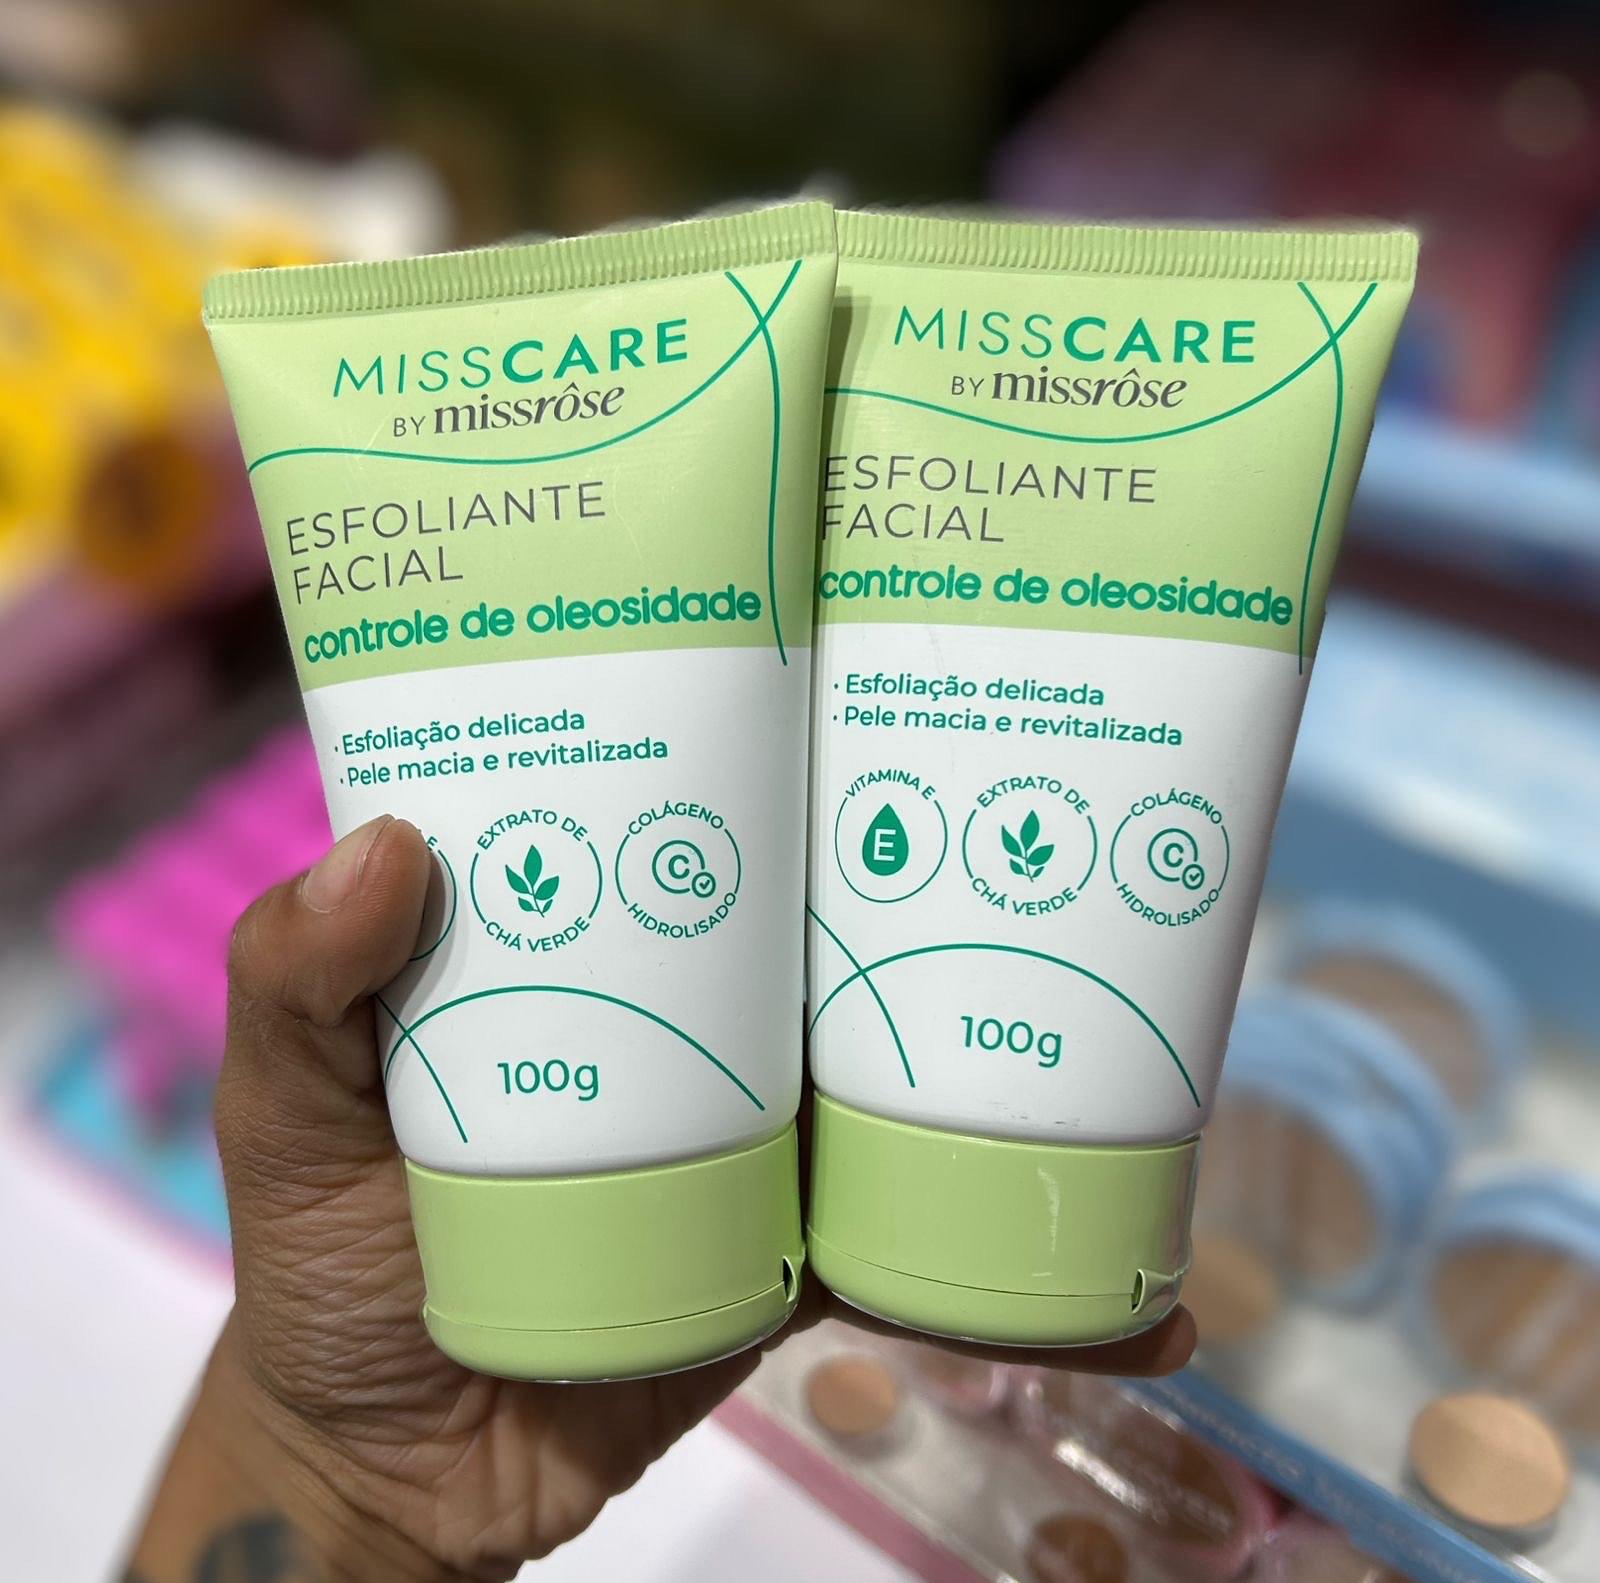 MISSCARE
BY missrôse
ESFOLIANTE
FACIAL
controle de oleosidade
· Esfoliação delicada
· Pele macia e revitalizada
EXTRATO DE
CHÁ VERDE
COLÁGENO
HIDROLISADO
C
100g
MISSCARE
BY missrôse
ESFOLIANTE
FACIAL
controle de oleosidade
· Esfoliação delicada
· Pele macia e revitalizada
VITAMINA E
E
EXTRATO DE
CHÁ VERDE
COLÁGENO
HIDROLISADO
C
100g